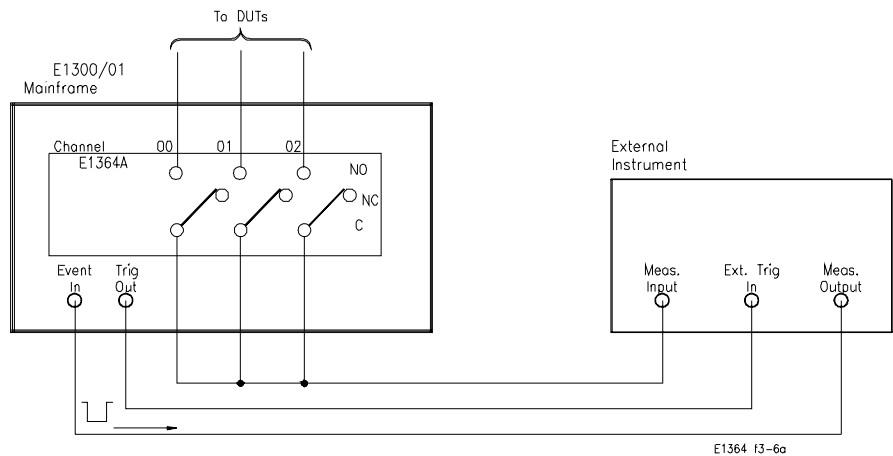 To DUTs
E1300/01
Mainframe
Channel 00 01 02
E1364A
NO
NC
C
Event
In
Trig
Out
External
Instrument
Meas.
Input
Ext. Trig
In
Meas.
Output
E1364 f3-6a